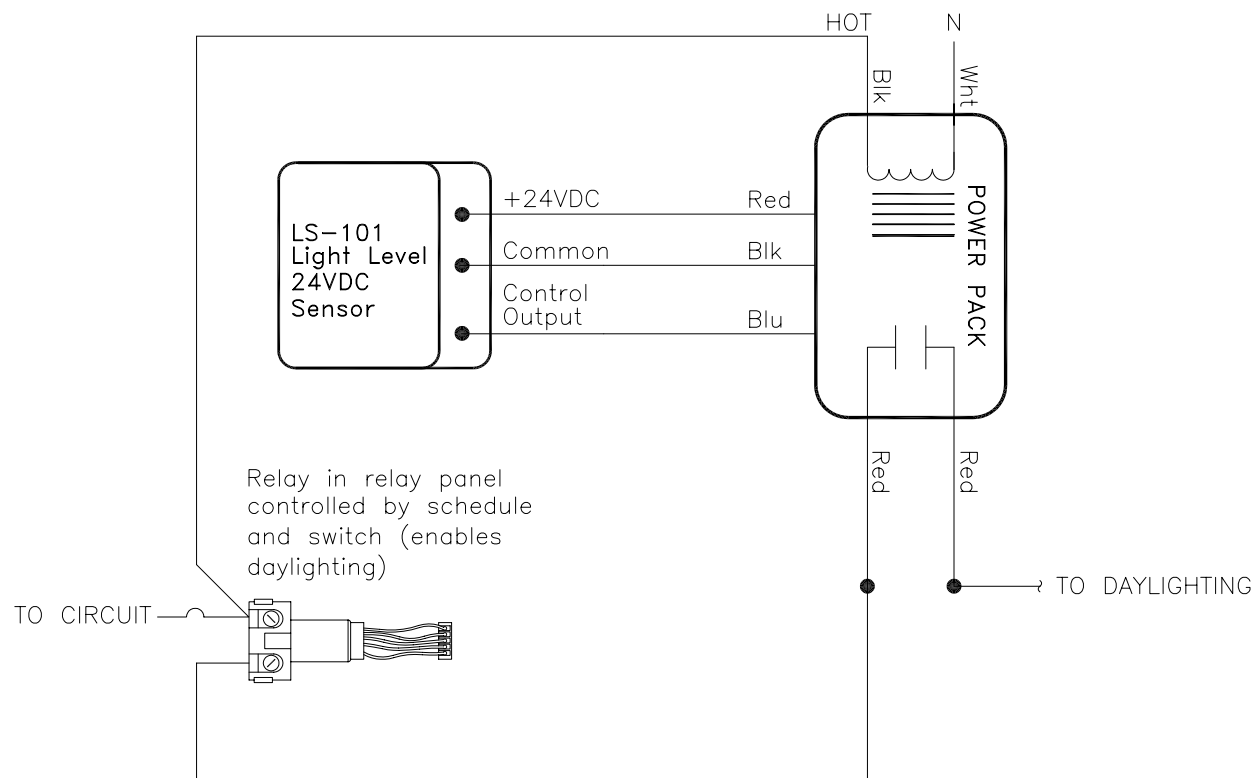 HOT N
Blk
Wht
POWER PACK
LS-101
Light Level
24VDC
Sensor
+24VDC
Red
Common
Blk
Control
Output
Blu
Red
Red
Relay in relay panel
controlled by schedule
and switch (enables
daylighting)
TO CIRCUIT
TO DAYLIGHTING